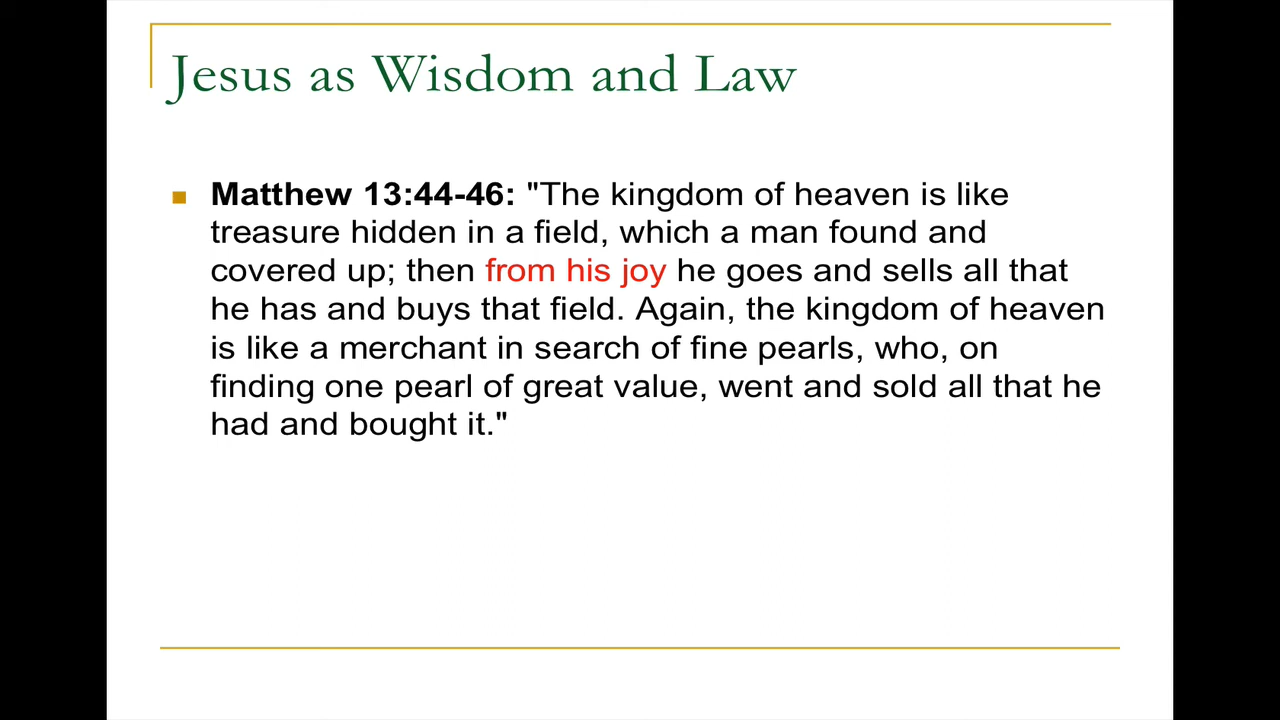 Jesus as Wisdom and Law
Matthew 13:44-46: "The kingdom of heaven is like
treasure hidden in a field, which a man found and
covered up; then from his joy he goes and sells all that
he has and buys that field. Again, the kingdom of heaven
is like a merchant in search of fine pearls, who, on
finding one pearl of great value, went and sold all that he
had and bought it."